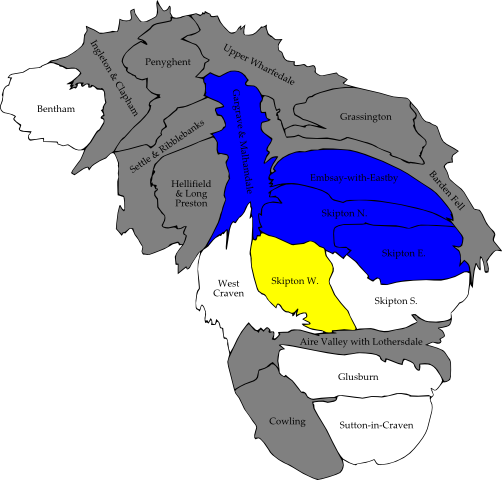 Upper Wharfedale
Penyghent
Ingleton & Clapham
Bentham
Grassington
Settle & Ribblebanks
Gargrave & Malhamdale
Embsay-with-Eastby
Barden Fell
Hellifield
& Long
Preston
Skipton N.
Skipton E.
West
Craven
Skipton W.
Skipton S.
Aire Valley with Lothersdale
Glusburn
Cowling
Sutton-in-Craven